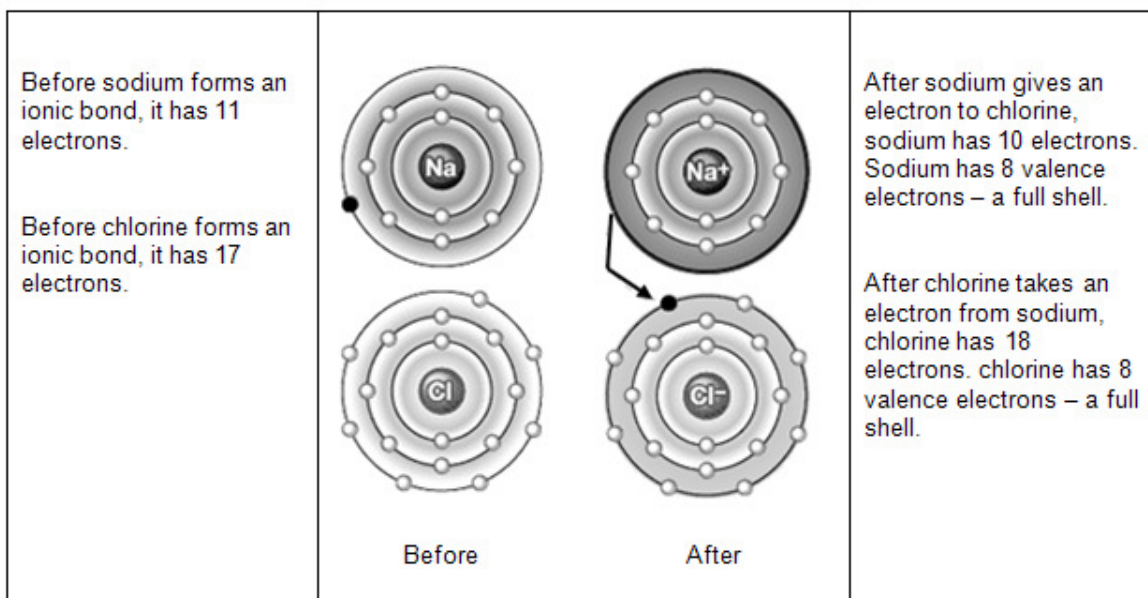 Before sodium forms an
ionic bond, it has 11
electrons.
Before chlorine forms an
ionic bond, it has 17
electrons.
Na
Na+
Cl
Cl−
Before
After
After sodium gives an
electron to chlorine,
sodium has 10 electrons.
Sodium has 8 valence
electrons – a full shell.
After chlorine takes an
electron from sodium,
chlorine has 18
electrons. chlorine has 8
valence electrons – a full
shell.